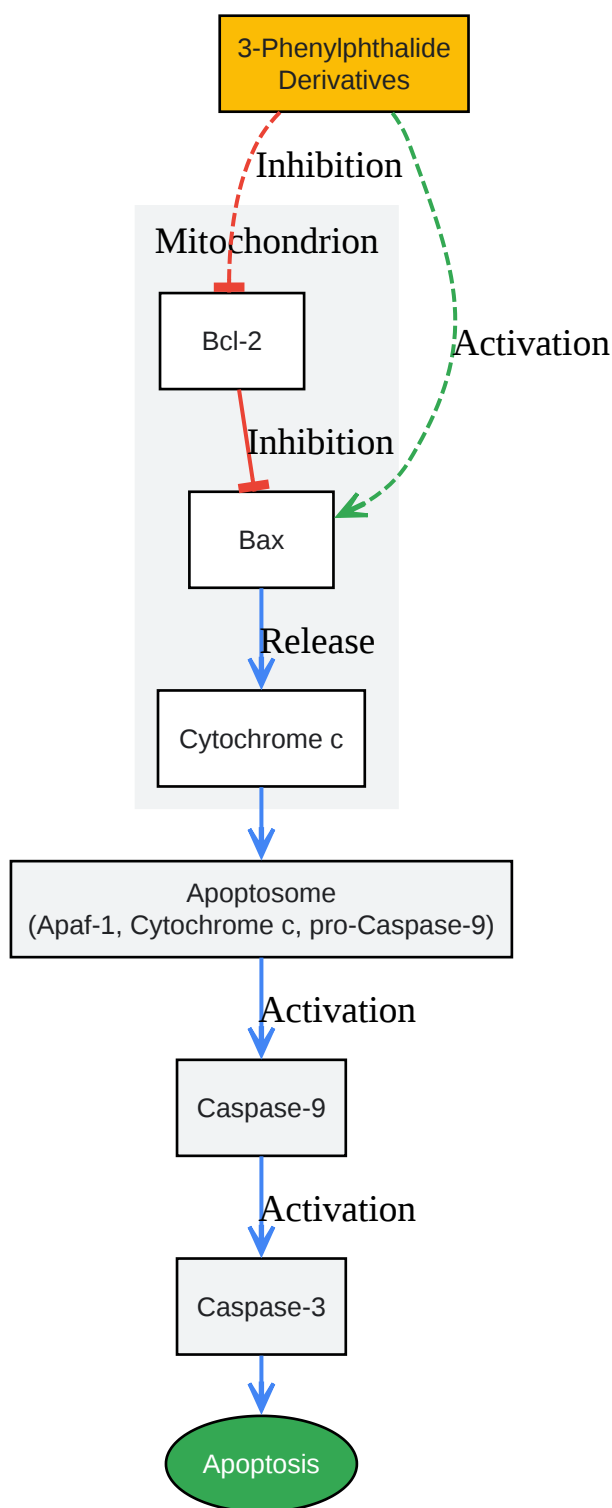 3-Phenylphthalide
Derivatives
Inhibition
Mitochondrion
Bcl-2
Activation
Inhibition
Bax
Release
Cytochrome c
Apoptosome
(Apaf-1, Cytochrome c, pro-Caspase-9)
Activation
Caspase-9
Activation
Caspase-3
Apoptosis